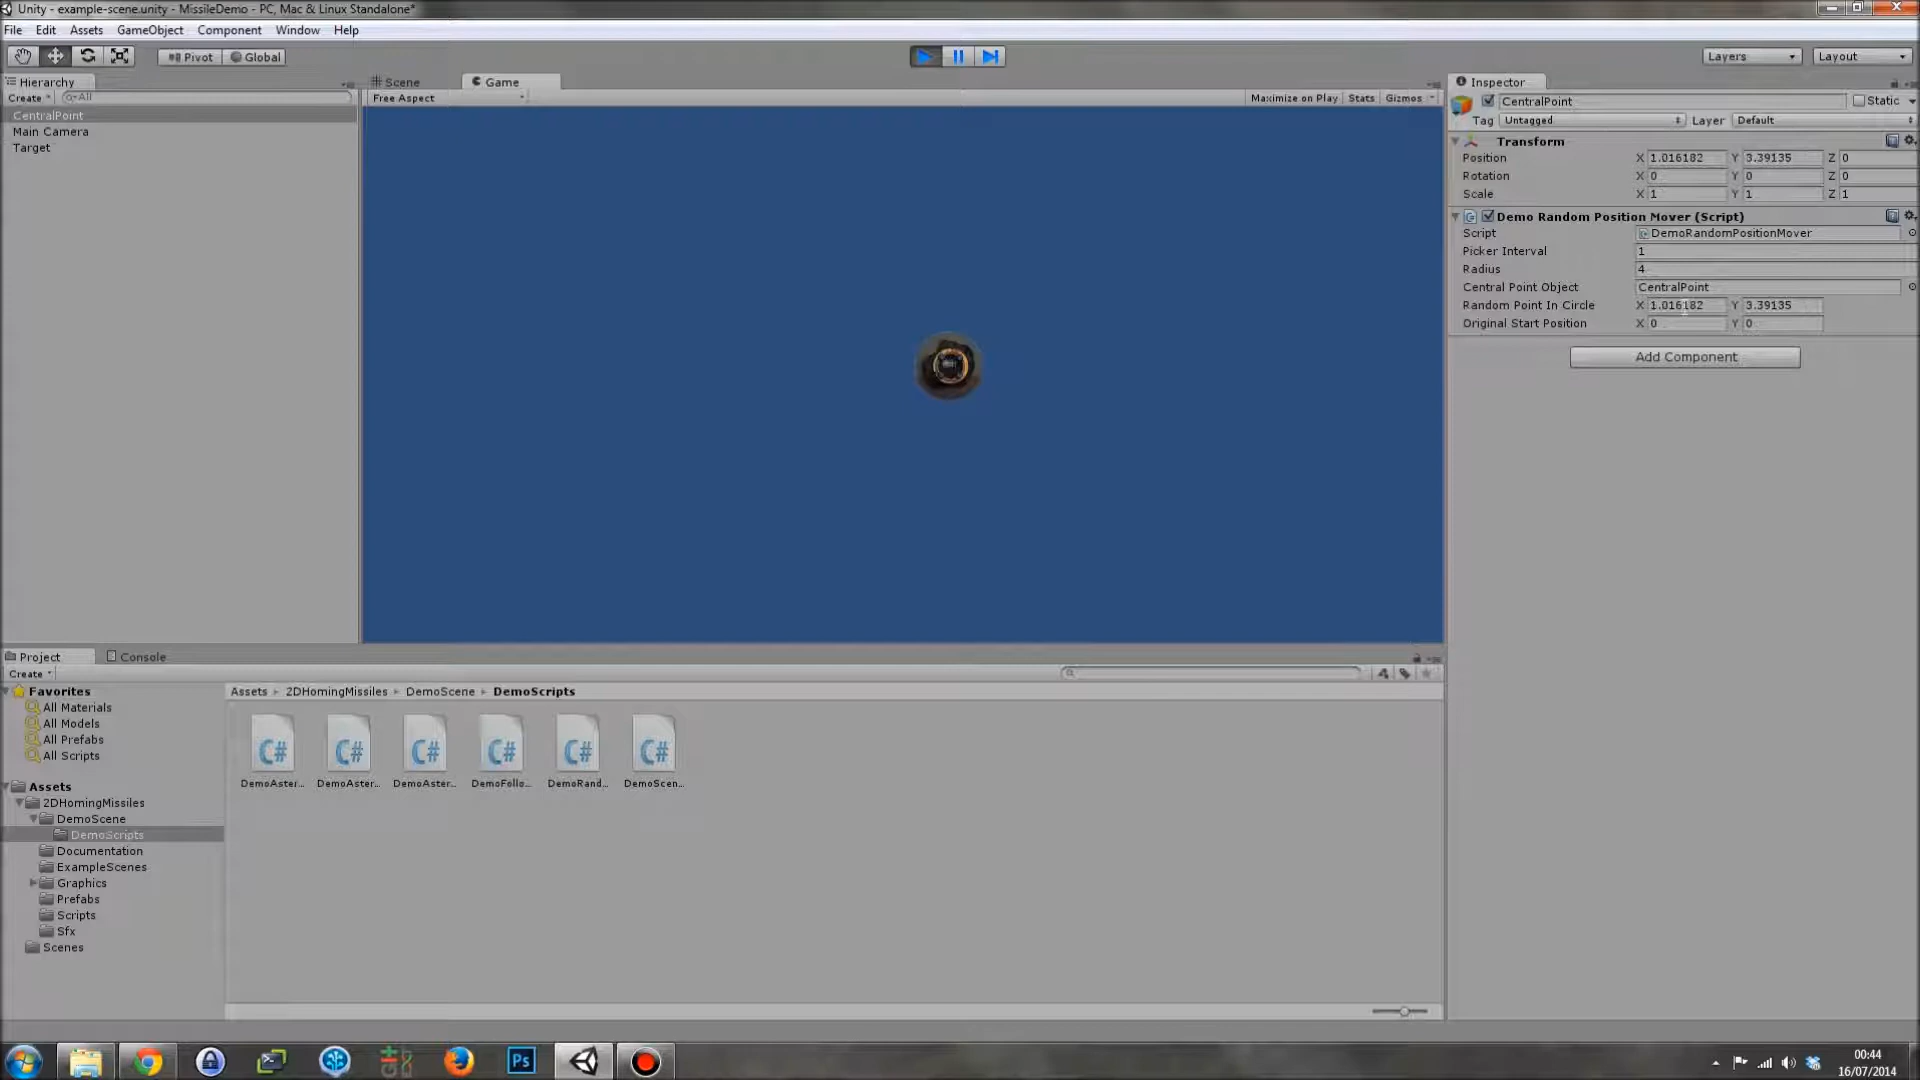 Unity - example-scene.unity - MissileDemo - PC, Mac & Linux Standalone*
File Edit Assets GameObject Component Window Help
Pivot Global Layers Layout
Hierarchy
Create All
CentralPoint
Main Camera
Target
Scene Game
Free Aspect Maximize on Play Stats Gizmos
Inspector
CentralPoint Static
Tag Untagged Layer Default
Transform
Position X 1.016182 Y 3.39135 Z 0
Rotation X 0 Y 0 Z 0
Scale X 1 Y 1 Z 1
Demo Random Position Mover (Script)
Script DemoRandomPositionMover
Picker Interval 1
Radius 4
Central Point Object CentralPoint
Random Point In Circle X 1.016182 Y 3.39135
Original Start Position X 0 Y 0
Add Component
Project Console
Create
Favorites
All Materials
All Models
All Prefabs
All Scripts
Assets
2DHomingMissiles
DemoScene
DemoScripts
Documentation
ExampleScenes
Graphics
Prefabs
Scripts
Sfx
Scenes
Assets 2DHomingMissiles DemoScene DemoScripts
C# C# C# C# C# C#
DemoAster... DemoAster... DemoAster... DemoFollo... DemoRand... DemoScen...
Ps
00:44
16/07/2014